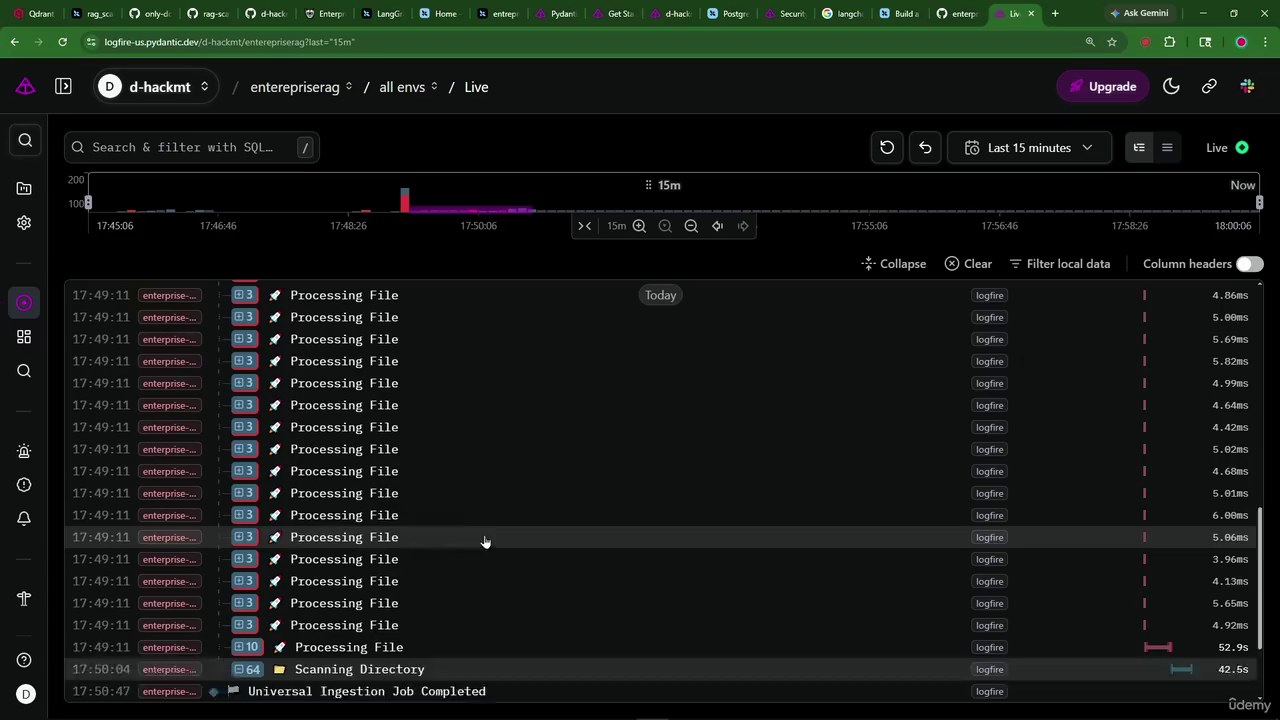 Qdrant
rag_sca
only-da
rag-sca
d-hack
Enterpr
LangGr
Home -
entrep
Pydanti
Get Sta
d-hack
Postgr
Security
langcha
Build a
enterp
Liv
Ask Gemini
logfire-us.pydantic.dev/d-hackmt/enterepriserag?last="15m"
D d-hackmt / enterepriserag / all envs / Live
Upgrade
Search & filter with SQL… /
Last 15 minutes
Live
200
100
15m
Now
17:45:06 17:46:46 17:48:26 17:50:06 15m 17:55:06 17:56:46 17:58:26 18:00:06
Collapse Clear Filter local data Column headers
Today
17:49:11 enterprise-… 3 Processing File logfire 4.86ms
17:49:11 enterprise-… 3 Processing File logfire 5.00ms
17:49:11 enterprise-… 3 Processing File logfire 5.69ms
17:49:11 enterprise-… 3 Processing File logfire 5.82ms
17:49:11 enterprise-… 3 Processing File logfire 4.99ms
17:49:11 enterprise-… 3 Processing File logfire 4.64ms
17:49:11 enterprise-… 3 Processing File logfire 4.42ms
17:49:11 enterprise-… 3 Processing File logfire 5.02ms
17:49:11 enterprise-… 3 Processing File logfire 4.68ms
17:49:11 enterprise-… 3 Processing File logfire 5.01ms
17:49:11 enterprise-… 3 Processing File logfire 6.00ms
17:49:11 enterprise-… 3 Processing File logfire 5.06ms
17:49:11 enterprise-… 3 Processing File logfire 3.96ms
17:49:11 enterprise-… 3 Processing File logfire 4.13ms
17:49:11 enterprise-… 3 Processing File logfire 5.65ms
17:49:11 enterprise-… 3 Processing File logfire 4.92ms
17:49:11 enterprise-… 10 Processing File logfire 52.9s
17:50:04 enterprise-… 64 Scanning Directory logfire 42.5s
17:50:47 enterprise-… Universal Ingestion Job Completed logfire
D
ûdemy